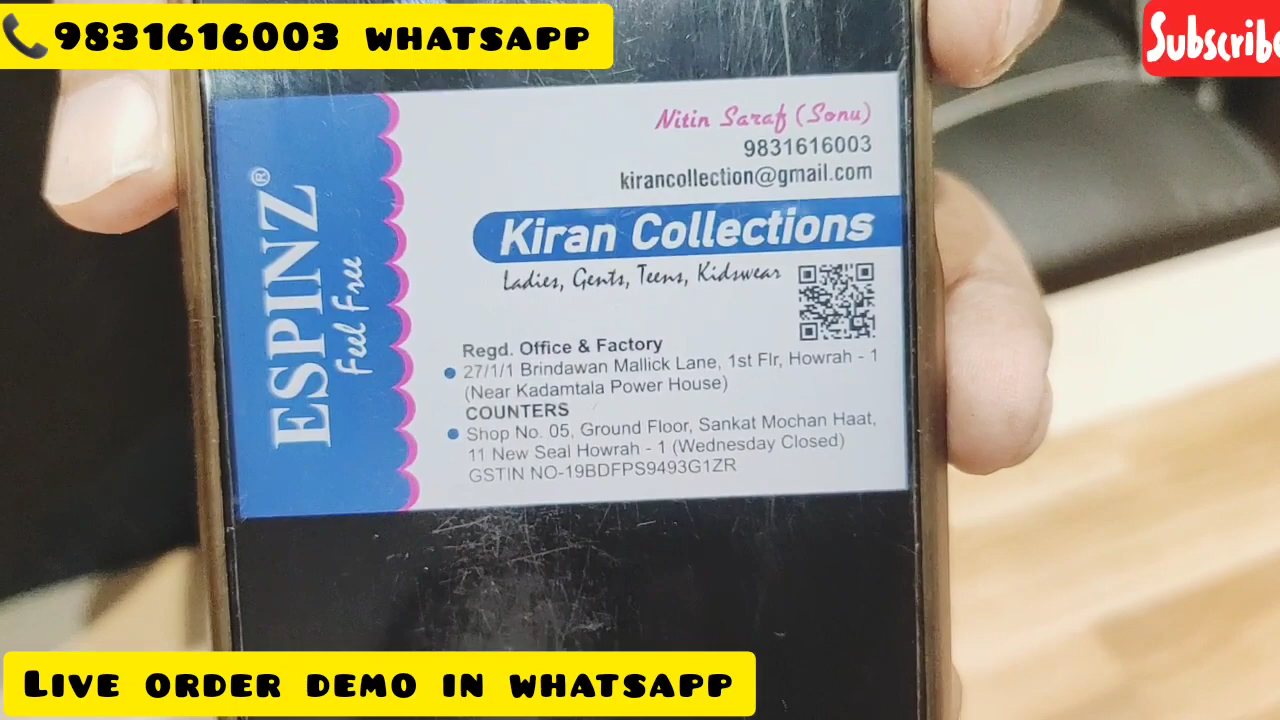 9831616003 WHATSAPP
Subscribe
Nitin Saraf (Sonu)
9831616003
kirancollection@gmail.com
ESPINZ®
Feel Free
Kiran Collections
Ladies, Gents, Teens, Kidswear
Regd. Office & Factory
27/1/1 Brindawan Mallick Lane, 1st Flr, Howrah - 1
(Near Kadamtala Power House)
COUNTERS
Shop No. 05, Ground Floor, Sankat Mochan Haat,
11 New Seal Howrah - 1 (Wednesday Closed)
GSTIN NO-19BDFPS9493G1ZR
LIVE ORDER DEMO IN WHATSAPP